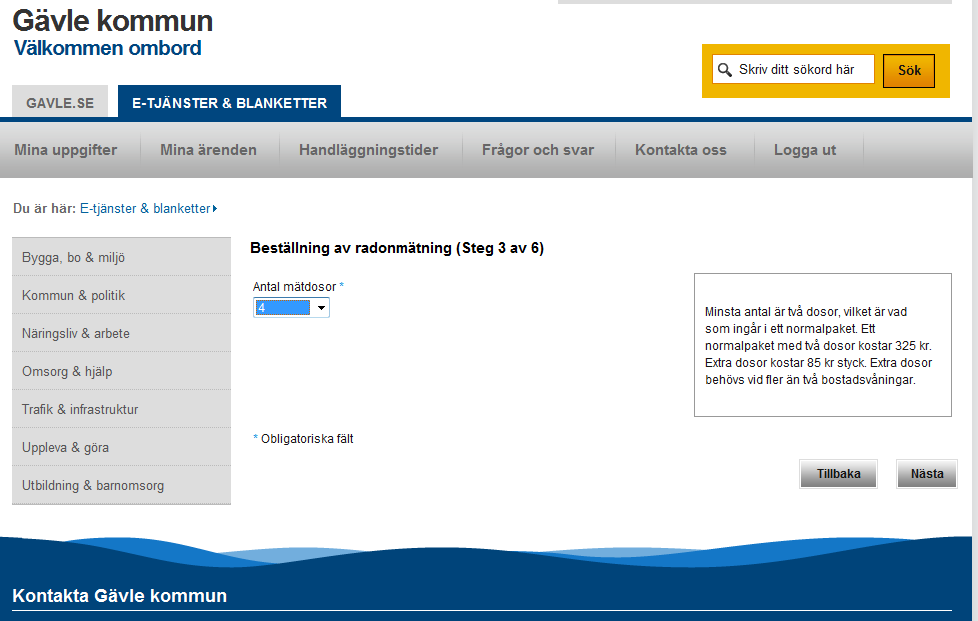 Gävle kommun
Välkommen ombord
Skriv ditt sökord här
Sök
GAVLE.SE
E-TJÄNSTER & BLANKETTER
Mina uppgifter
Mina ärenden
Handläggningstider
Frågor och svar
Kontakta oss
Logga ut
Du är här: E-tjänster & blanketter
Bygga, bo & miljö
Kommun & politik
Näringsliv & arbete
Omsorg & hjälp
Trafik & infrastruktur
Uppleva & göra
Utbildning & barnomsorg
Beställning av radonmätning (Steg 3 av 6)
Antal mätdosor *
4
Minsta antal är två dosor, vilket är vad
som ingår i ett normalpaket. Ett
normalpaket med två dosor kostar 325 kr.
Extra dosor kostar 85 kr styck. Extra dosor
behövs vid fler än två bostadsvåningar.
* Obligatoriska fält
Tillbaka
Nästa
Kontakta Gävle kommun